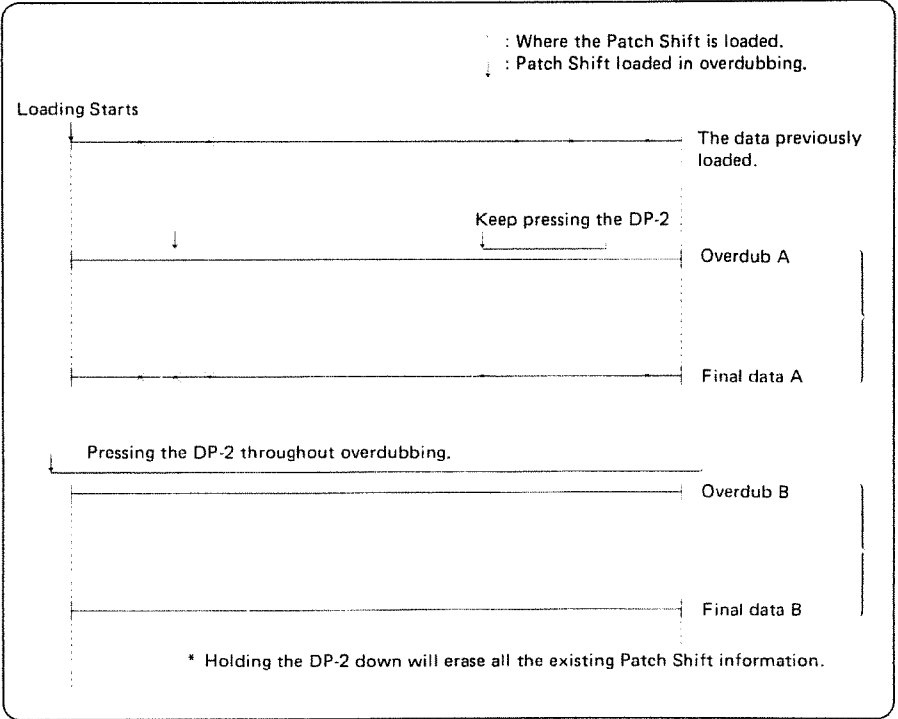 : Where the Patch Shift is loaded.
: Patch Shift loaded in overdubbing.
Loading Starts
The data previously
loaded.
Keep pressing the DP-2
Overdub A
Final data A
Pressing the DP-2 throughout overdubbing.
Overdub B
Final data B
* Holding the DP-2 down will erase all the existing Patch Shift information.